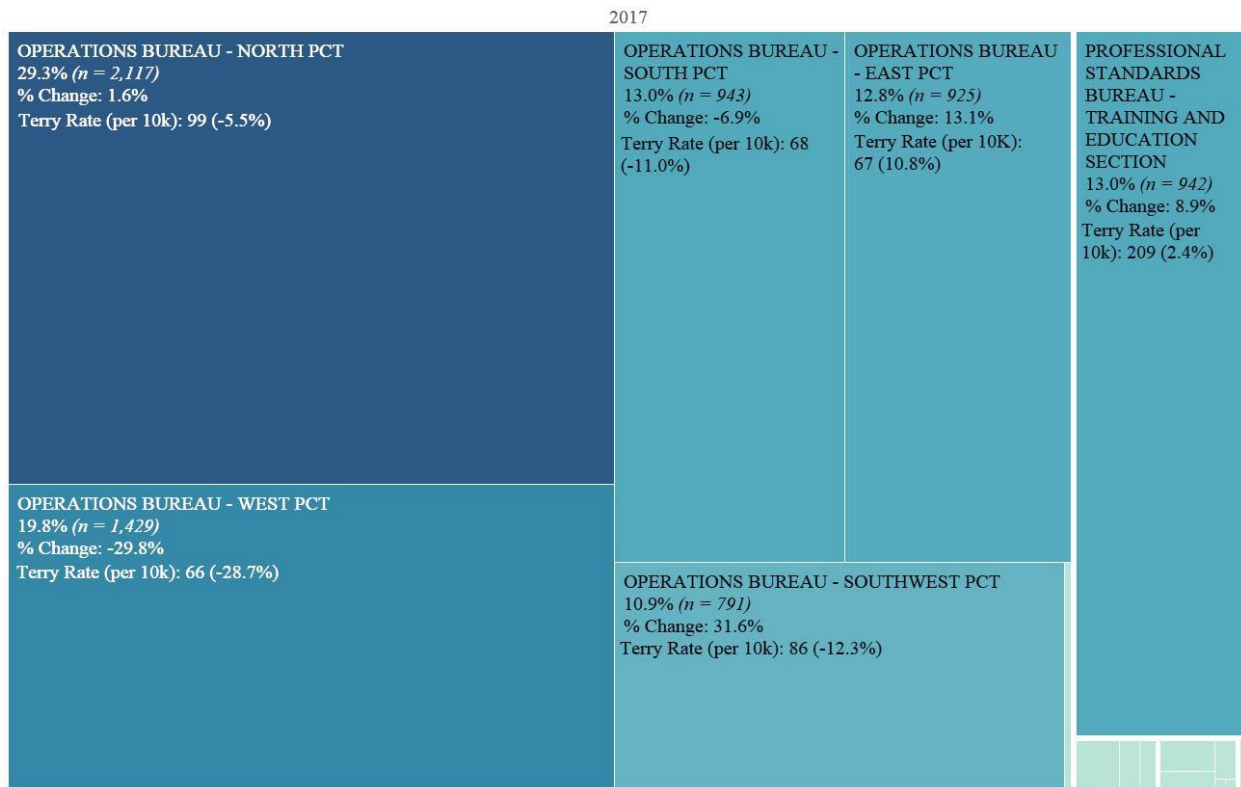 2017
OPERATIONS BUREAU - NORTH PCT
29.3% (n = 2,117)
% Change: 1.6%
Terry Rate (per 10k): 99 (-5.5%)
OPERATIONS BUREAU - WEST PCT
19.8% (n = 1,429)
% Change: -29.8%
Terry Rate (per 10k): 66 (-28.7%)
OPERATIONS BUREAU -
SOUTH PCT
13.0% (n = 943)
% Change: -6.9%
Terry Rate (per 10k): 68
(-11.0%)
OPERATIONS BUREAU
- EAST PCT
12.8% (n = 925)
% Change: 13.1%
Terry Rate (per 10K):
67 (10.8%)
OPERATIONS BUREAU - SOUTHWEST PCT
10.9% (n = 791)
% Change: 31.6%
Terry Rate (per 10k): 86 (-12.3%)
PROFESSIONAL
STANDARDS
BUREAU -
TRAINING AND
EDUCATION
SECTION
13.0% (n = 942)
% Change: 8.9%
Terry Rate (per
10k): 209 (2.4%)